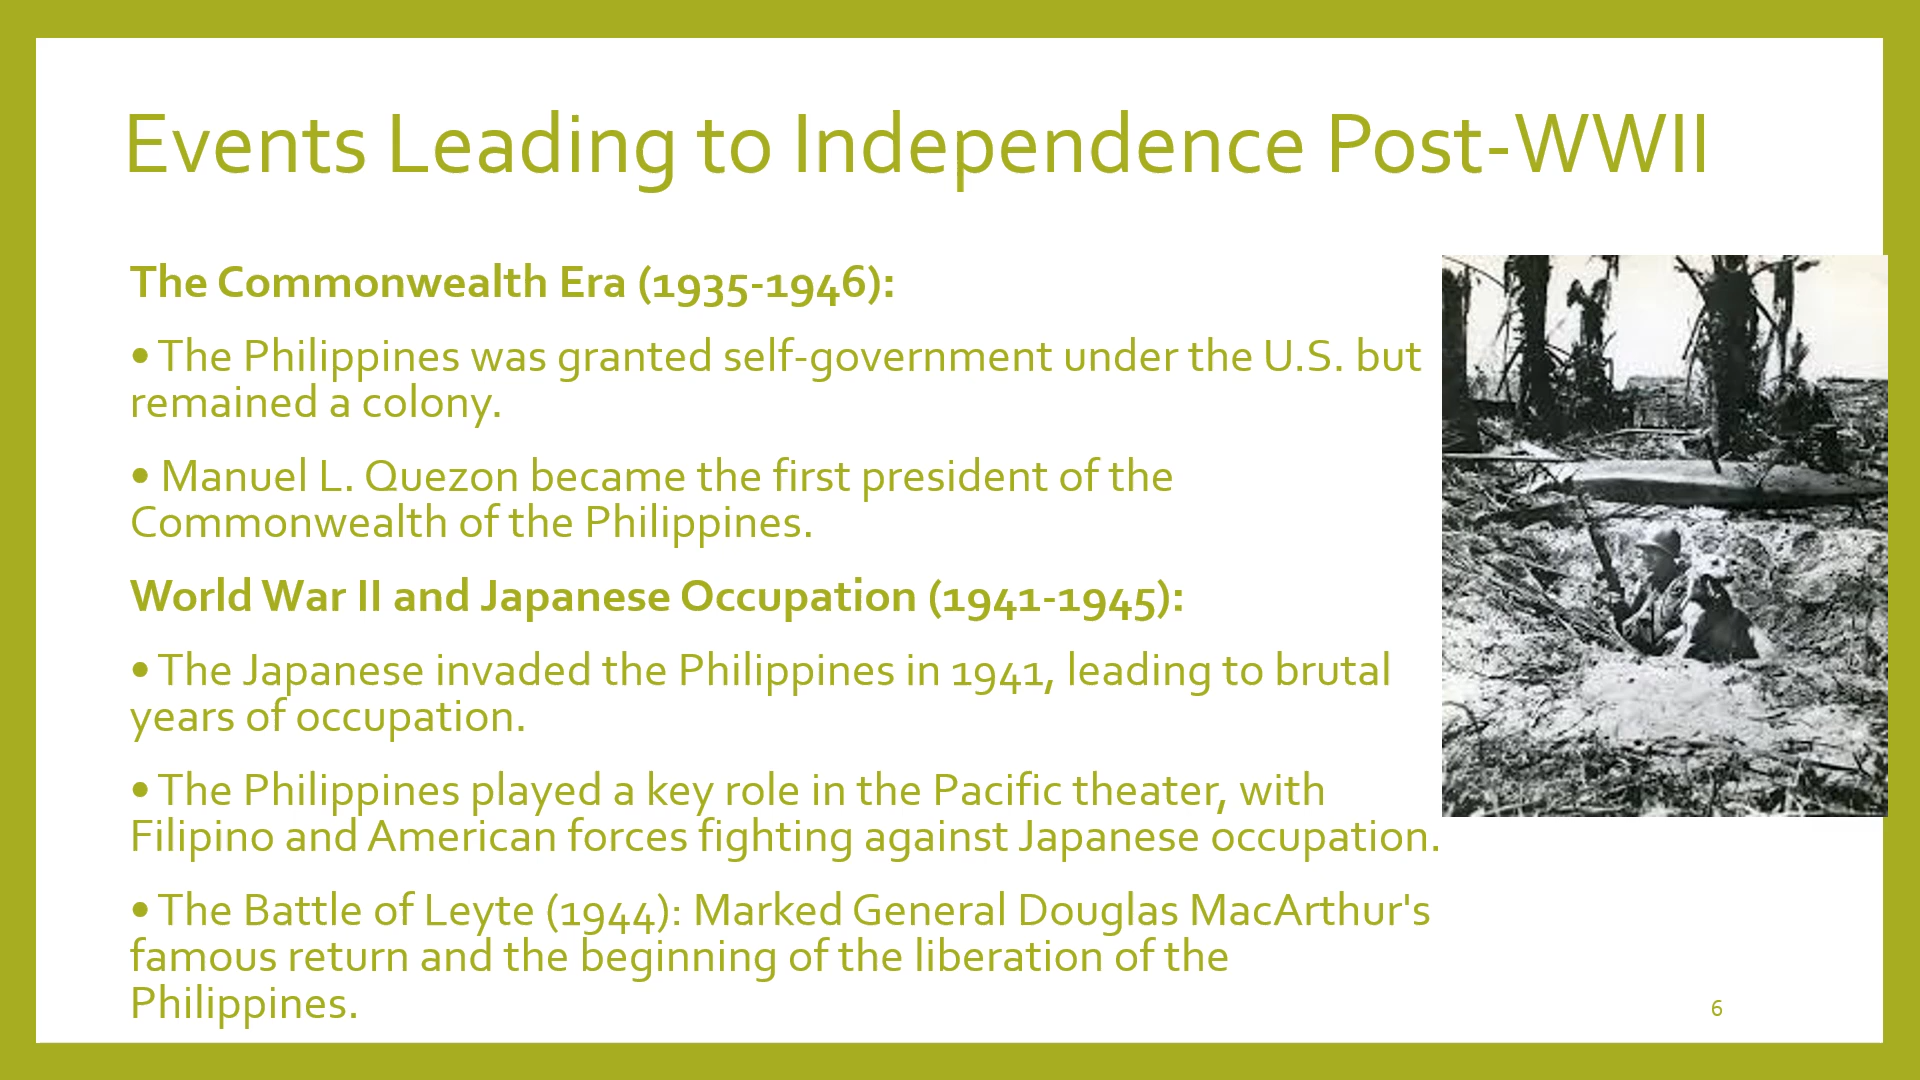 Events Leading to Independence Post-WWII
The Commonwealth Era (1935-1946):
• The Philippines was granted self-government under the U.S. but
remained a colony.
• Manuel L. Quezon became the first president of the
Commonwealth of the Philippines.
World War II and Japanese Occupation (1941-1945):
• The Japanese invaded the Philippines in 1941, leading to brutal
years of occupation.
• The Philippines played a key role in the Pacific theater, with
Filipino and American forces fighting against Japanese occupation.
• The Battle of Leyte (1944): Marked General Douglas MacArthur's
famous return and the beginning of the liberation of the
Philippines.
6